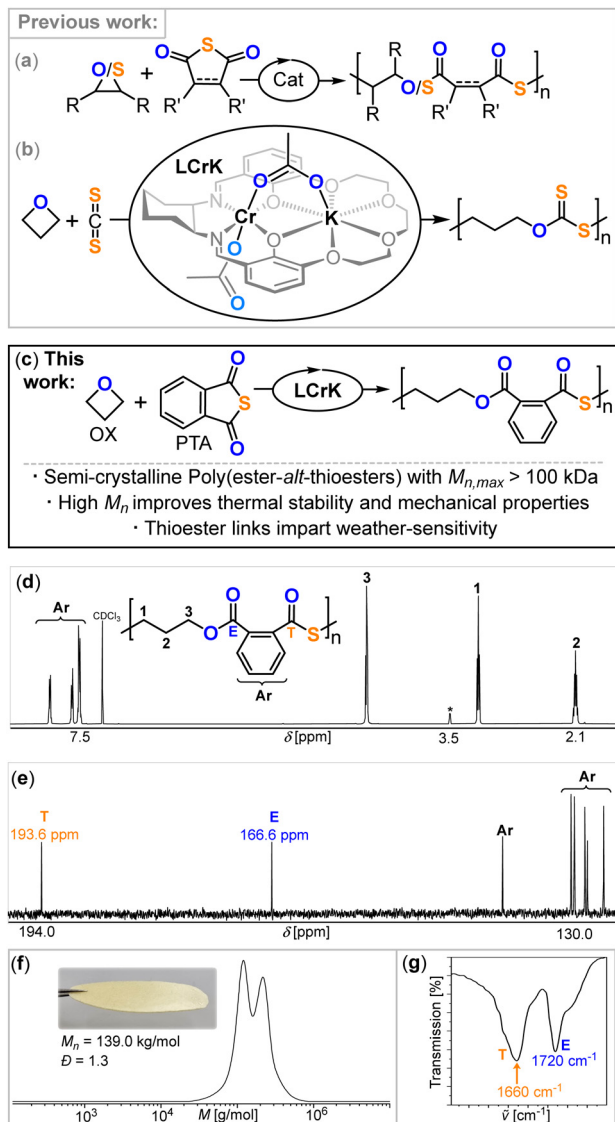 Previous work:
(a)
O/S
R
R
+
O
S
O
R'
R'
Cat
R
R
O/S
O
O
S
R'
R'
n
(b)
O
+
S
C
S
LCrK
O
O
N
Cr
N
O
O
O
K
O
O
O
O
O
S
O
S
n
(c) This
work:
O
OX
+
O
S
O
PTA
LCrK
O
O
O
S
n
· Semi-crystalline Poly(ester-alt-thioesters) with Mn,max > 100 kDa
· High Mn improves thermal stability and mechanical properties
· Thioester links impart weather-sensitivity
(d)
Ar
CDCl3
1
2
3
O
O
E
O
T
S
n
Ar
3
*
1
2
7.5
δ [ppm]
3.5
2.1
(e)
T
193.6 ppm
E
166.6 ppm
Ar
Ar
194.0
δ [ppm]
130.0
(f)
Mn = 139.0 kg/mol
Đ = 1.3
10³
10⁶
M [g/mol]
(g)
Transmission [%]
T
E
1720 cm⁻¹
1660 cm⁻¹
ṽ [cm⁻¹]